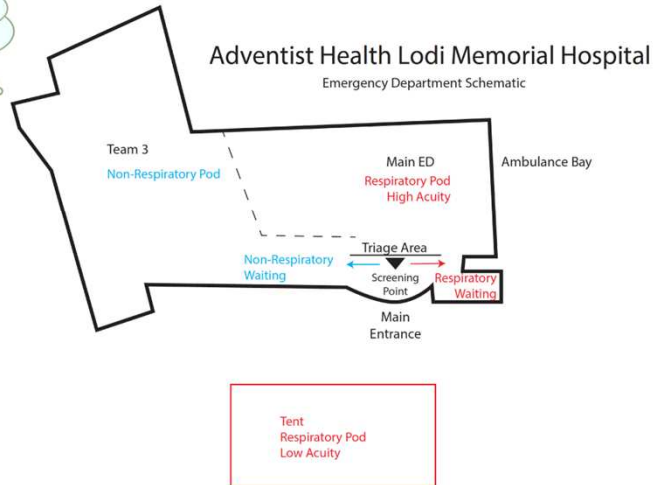 Adventist Health Lodi Memorial Hospital
Emergency Department Schematic
Team 3
Non-Respiratory Pod
Main ED
Respiratory Pod
High Acuity
Ambulance Bay
Triage Area
Non-Respiratory
Waiting
Screening
Point
Respiratory
Waiting
Main
Entrance
Tent
Respiratory Pod
Low Acuity